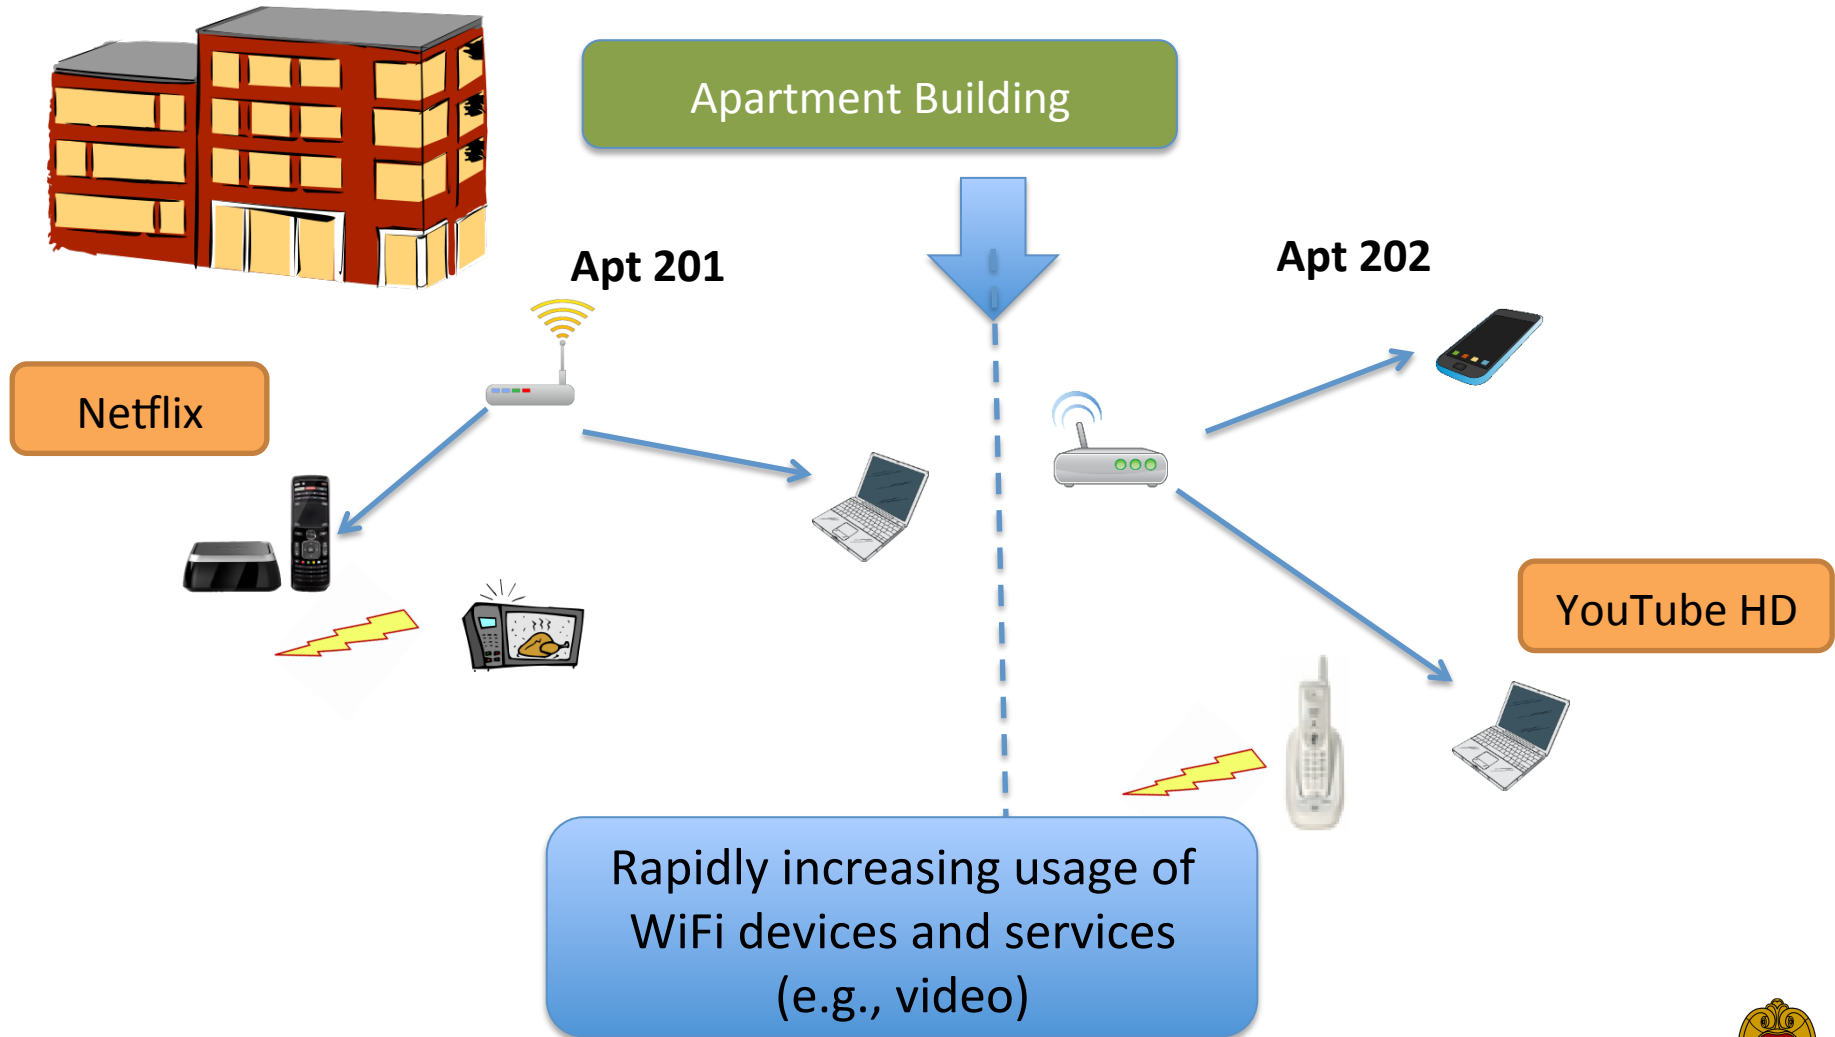 Apartment Building
Apt 201
Apt 202
Netflix
YouTube HD
Rapidly increasing usage of
WiFi devices and services
(e.g., video)